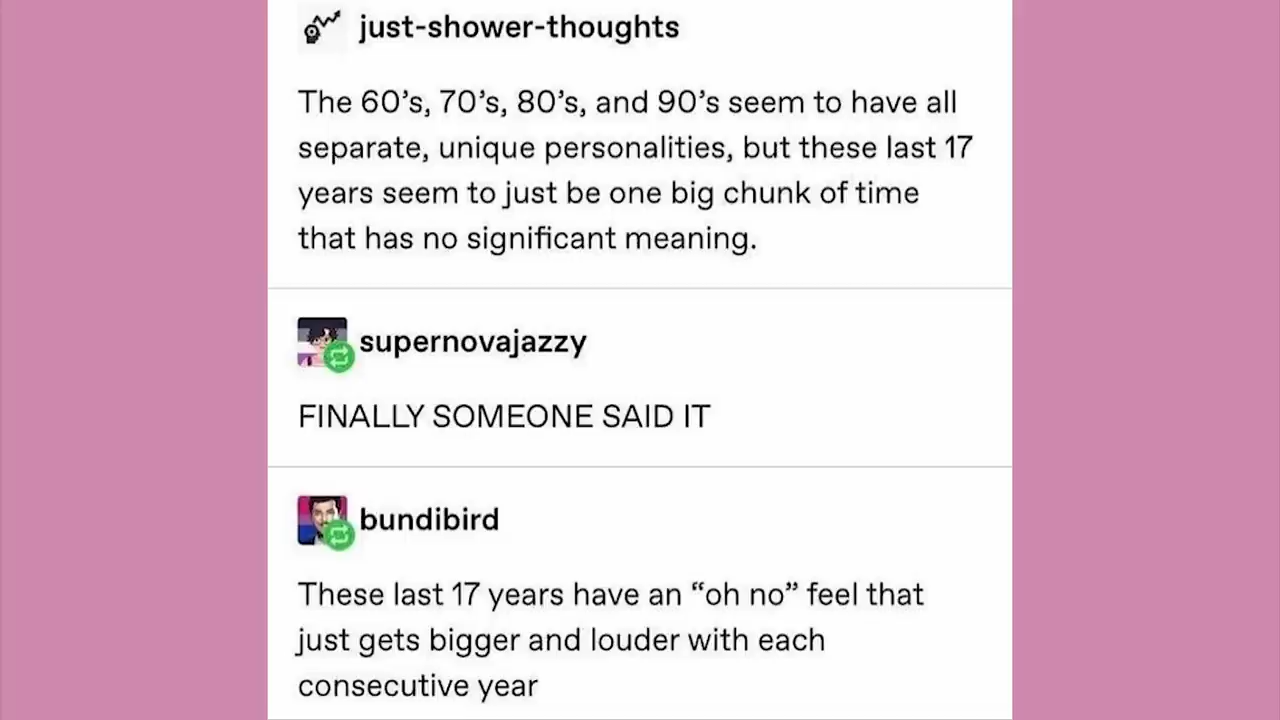 just-shower-thoughts
The 60’s, 70’s, 80’s, and 90’s seem to have all
separate, unique personalities, but these last 17
years seem to just be one big chunk of time
that has no significant meaning.
supernovajazzy
FINALLY SOMEONE SAID IT
bundibird
These last 17 years have an “oh no” feel that
just gets bigger and louder with each
consecutive year